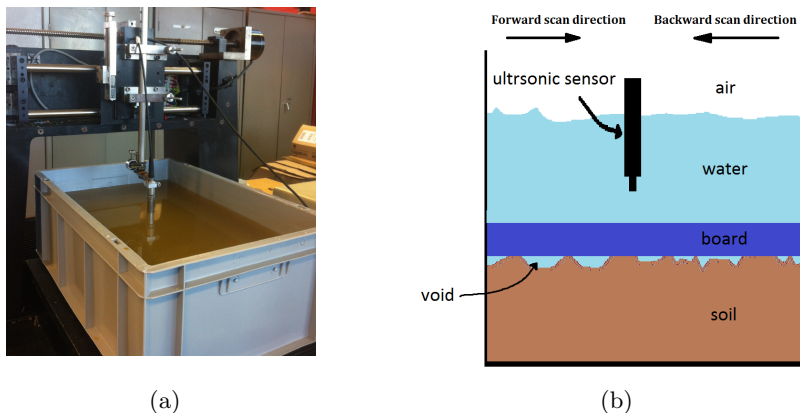 Forward scan direction
Backward scan direction
ultrsonic sensor
air
water
board
void
soil
(a)
(b)